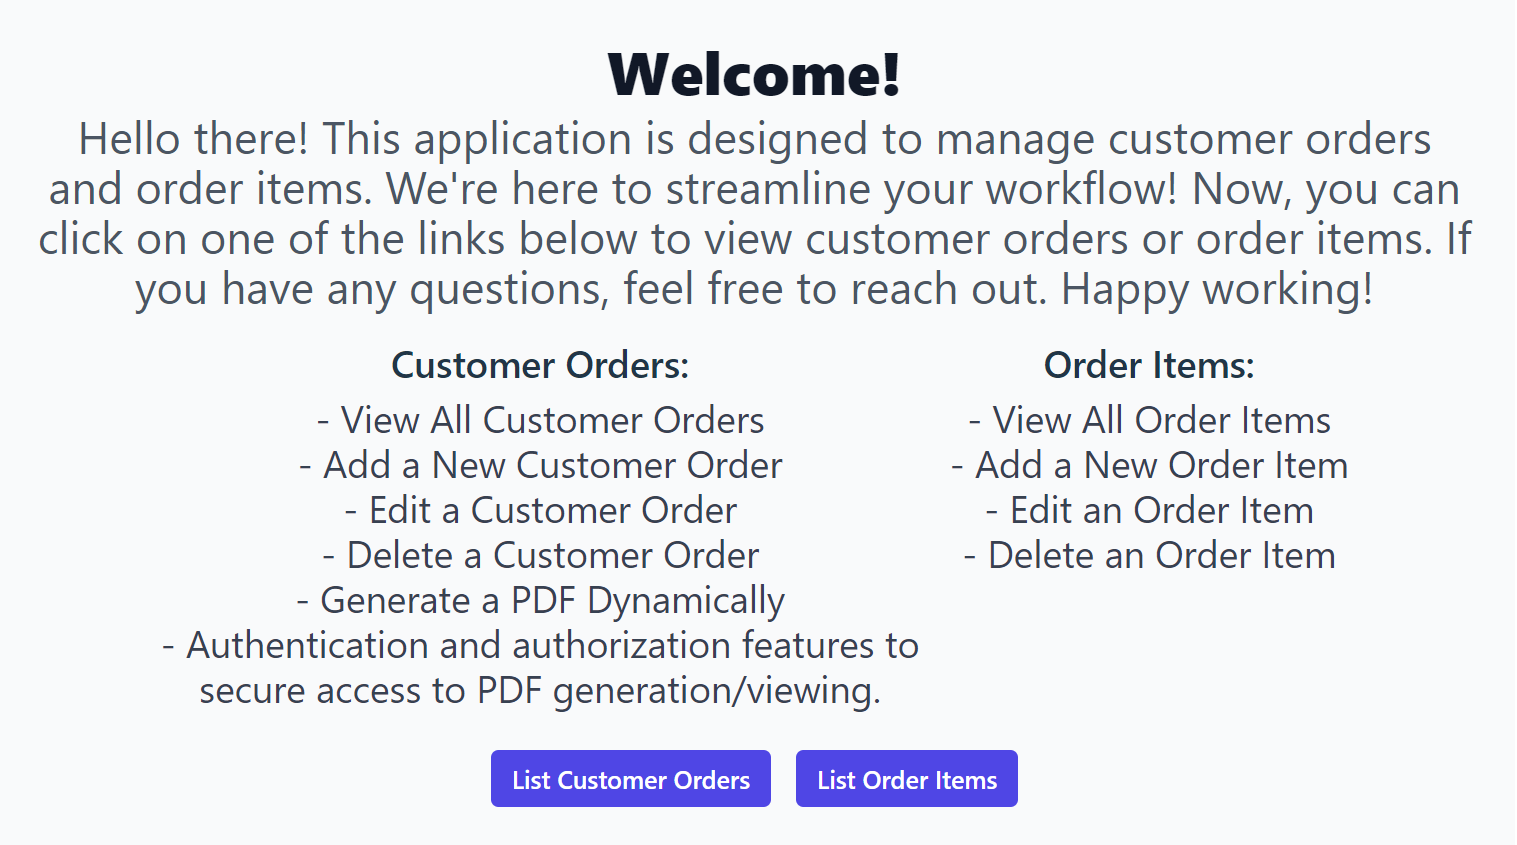 Welcome!
Hello there! This application is designed to manage customer orders
and order items. We're here to streamline your workflow! Now, you can
click on one of the links below to view customer orders or order items. If
you have any questions, feel free to reach out. Happy working!
Customer Orders:
- View All Customer Orders
- Add a New Customer Order
- Edit a Customer Order
- Delete a Customer Order
- Generate a PDF Dynamically
- Authentication and authorization features to
secure access to PDF generation/viewing.
Order Items:
- View All Order Items
- Add a New Order Item
- Edit an Order Item
- Delete an Order Item
List Customer Orders
List Order Items